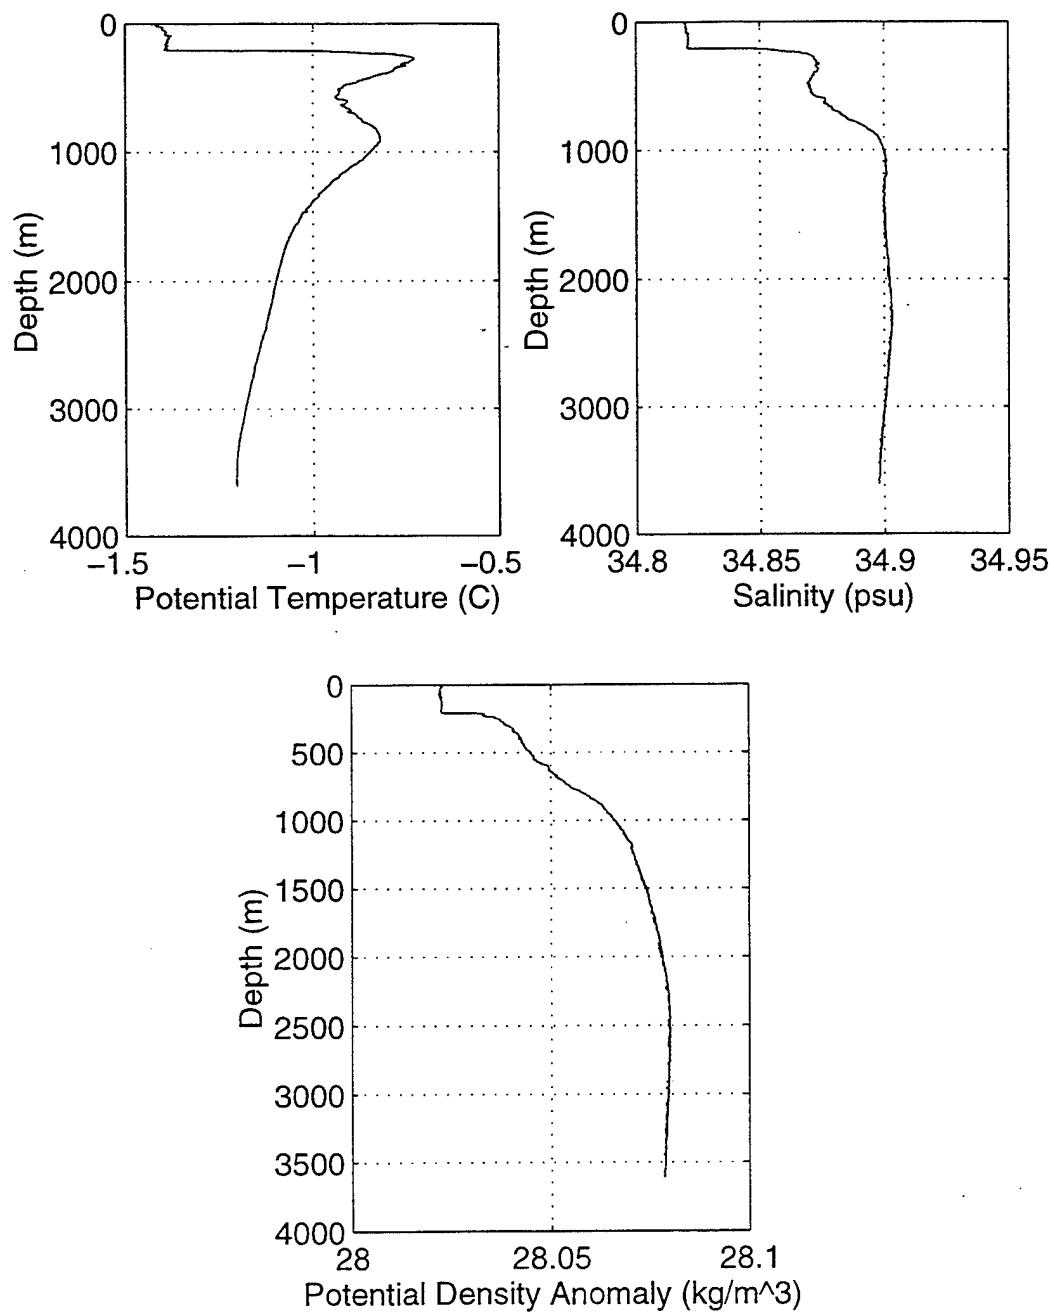 0
1000
2000
3000
4000
Depth (m)
−1.5 −1 −0.5
Potential Temperature (C)
0
1000
2000
3000
4000
Depth (m)
34.8 34.85 34.9 34.95
Salinity (psu)
0
500
1000
1500
2000
2500
3000
3500
4000
Depth (m)
28 28.05 28.1
Potential Density Anomaly (kg/m^3)